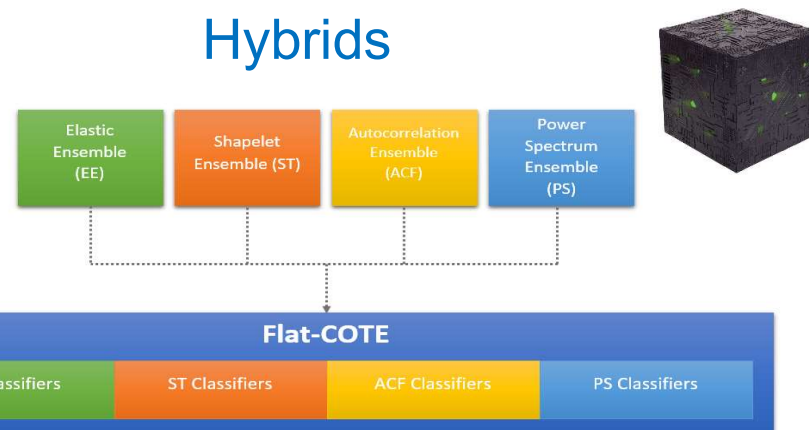 Hybrids
Elastic
Ensemble
(EE)
Shapelet
Ensemble (ST)
Autocorrelation
Ensemble
(ACF)
Power
Spectrum
Ensemble
(PS)
Flat-COTE
assifiers
ST Classifiers
ACF Classifiers
PS Classifiers